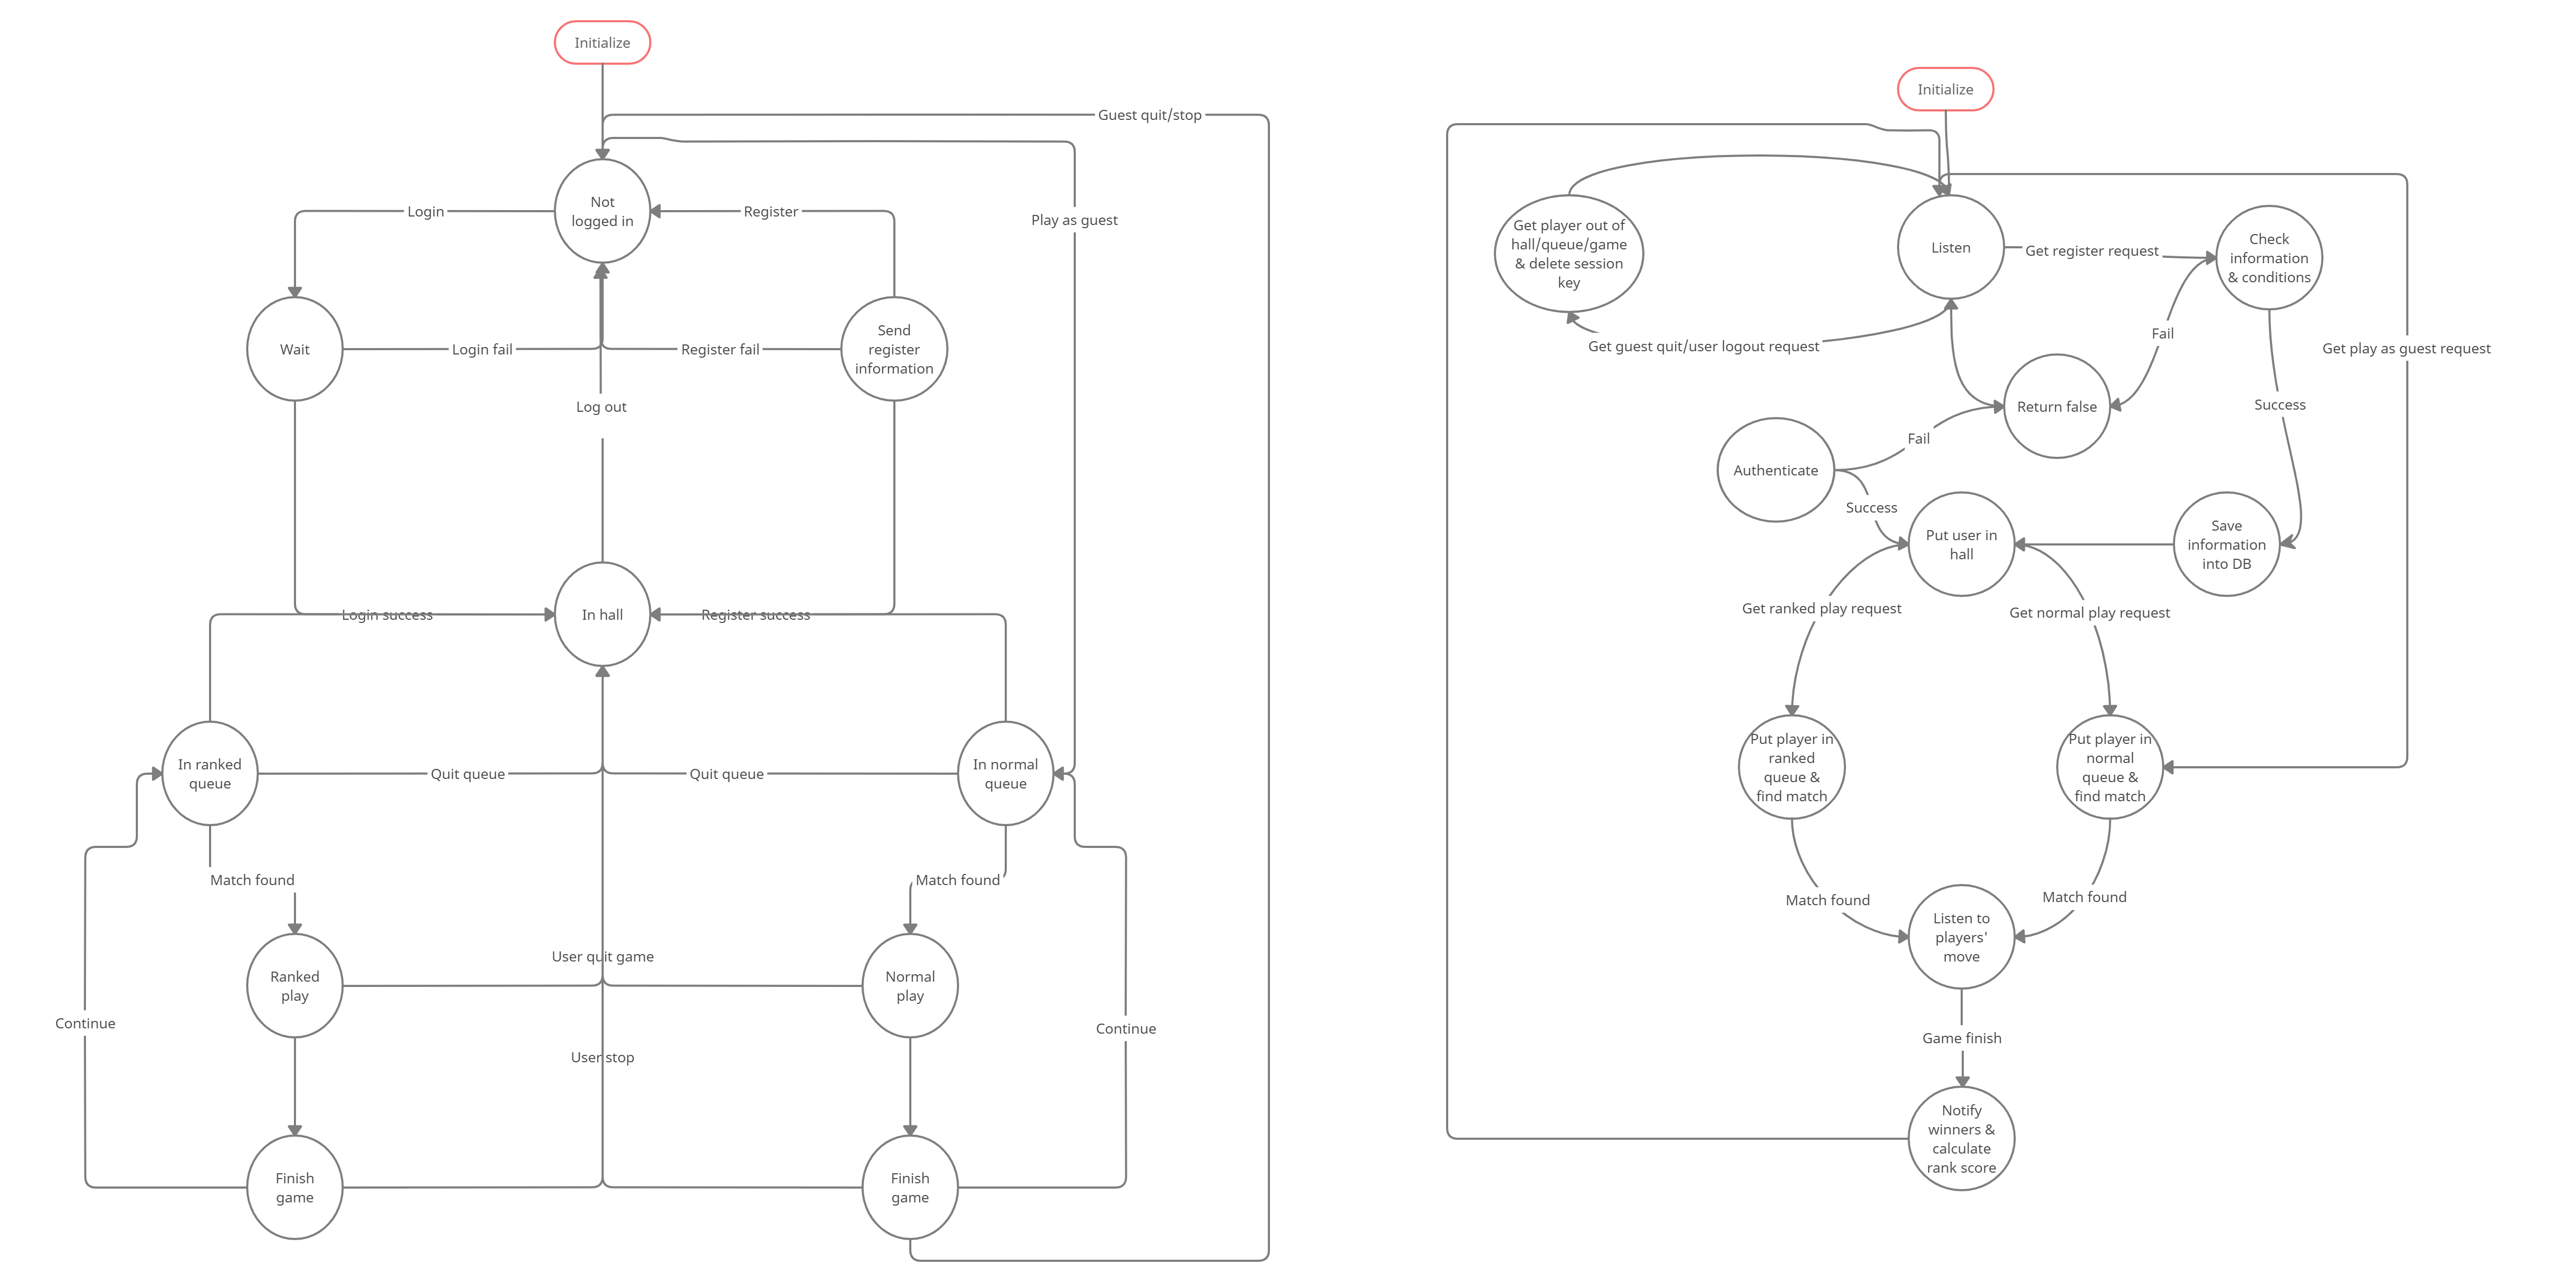 Initialize
Guest quit/stop
Not
logged in
Login
Register
Play as guest
Wait
Login fail
Register fail
Send
register
information
Log out
Login success
In hall
Register success
In ranked
queue
Quit queue
Quit queue
In normal
queue
Match found
Match found
Ranked
play
User quit game
Normal
play
Continue
User stop
Continue
Finish
game
Finish
game
Initialize
Get player out of
hall/queue/game
& delete session
key
Listen
Get register request
Check
information
& conditions
Get guest quit/user logout request
Fail
Get play as guest request
Return false
Success
Fail
Authenticate
Success
Put user in
hall
Save
information
into DB
Get ranked play request
Get normal play request
Put player in
ranked
queue &
find match
Put player in
normal
queue &
find match
Match found
Match found
Listen to
players'
move
Game finish
Notify
winners &
calculate
rank score